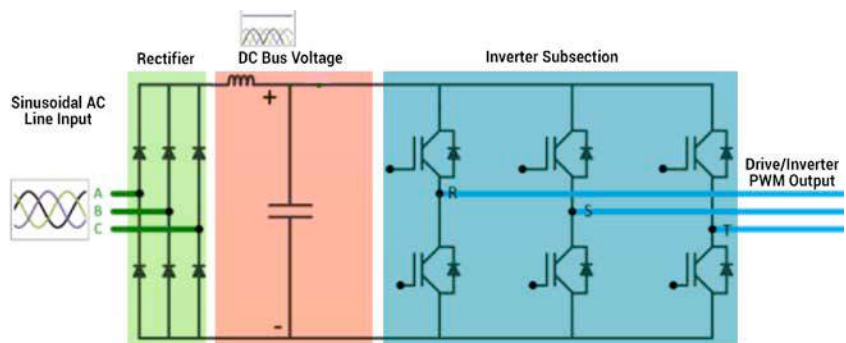 Rectifier
DC Bus Voltage
Inverter Subsection
Sinusoidal AC
Line Input
+
Drive/Inverter
PWM Output
A
R
B
S
C
T
-